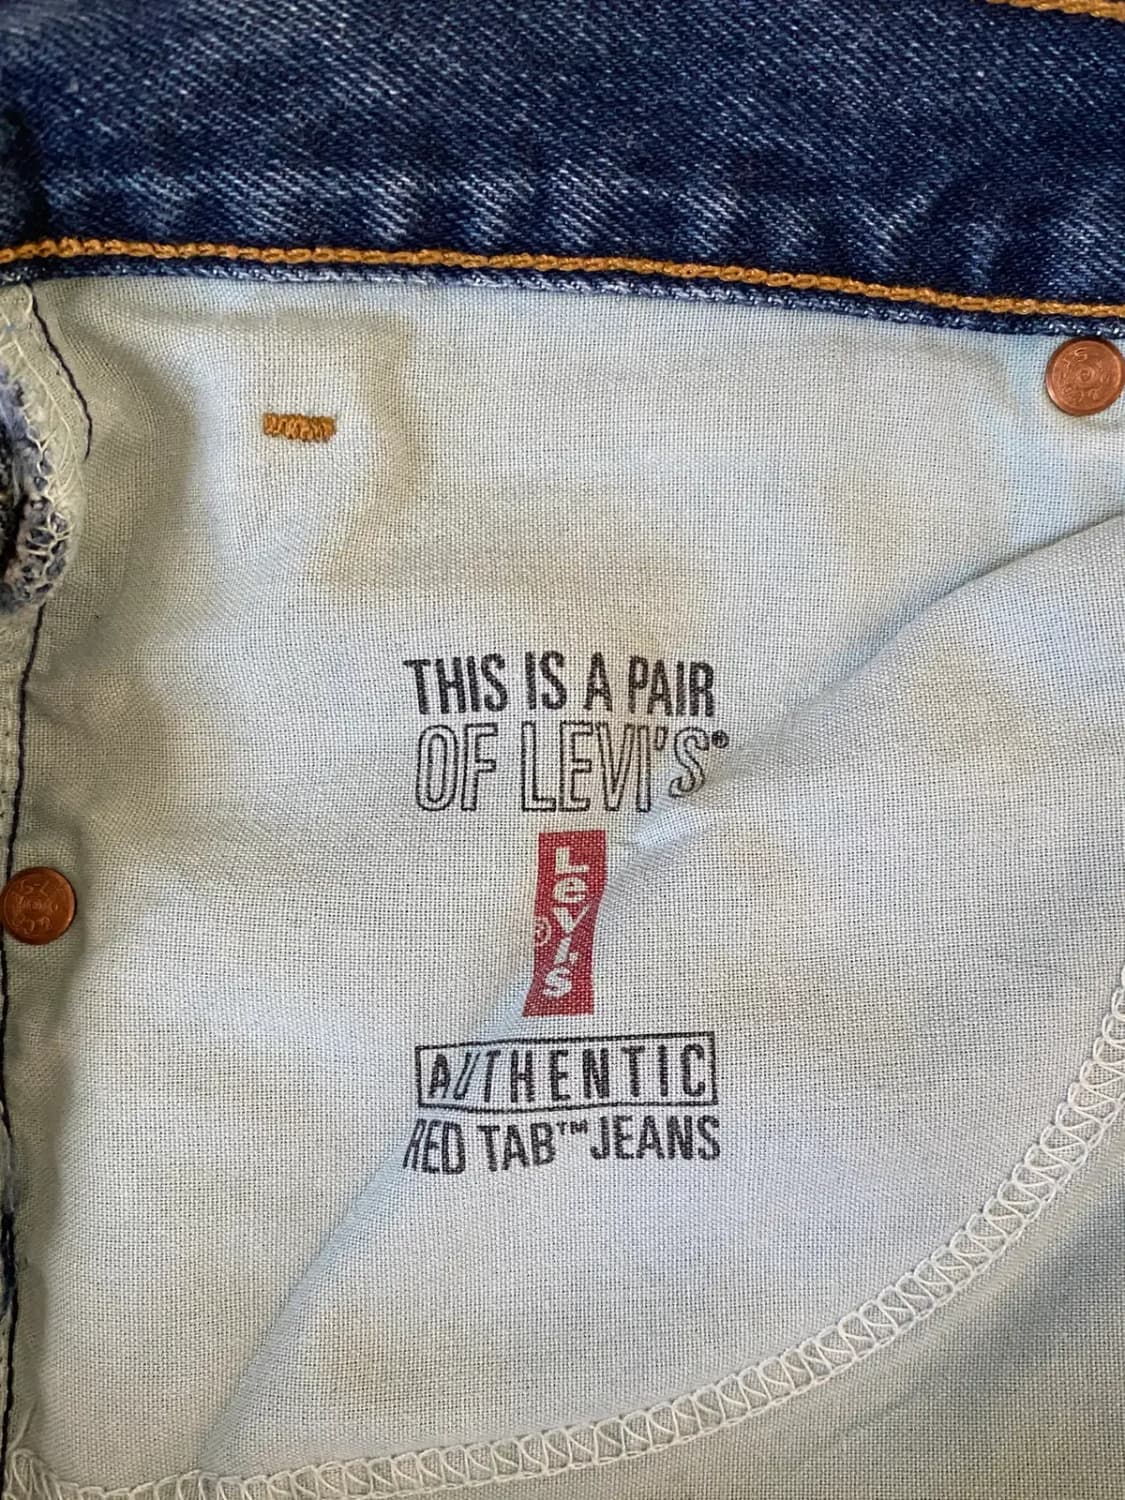 THIS IS A PAIR
OF LEVI'S®
Levi's
®
AUTHENTIC
RED TAB™ JEANS